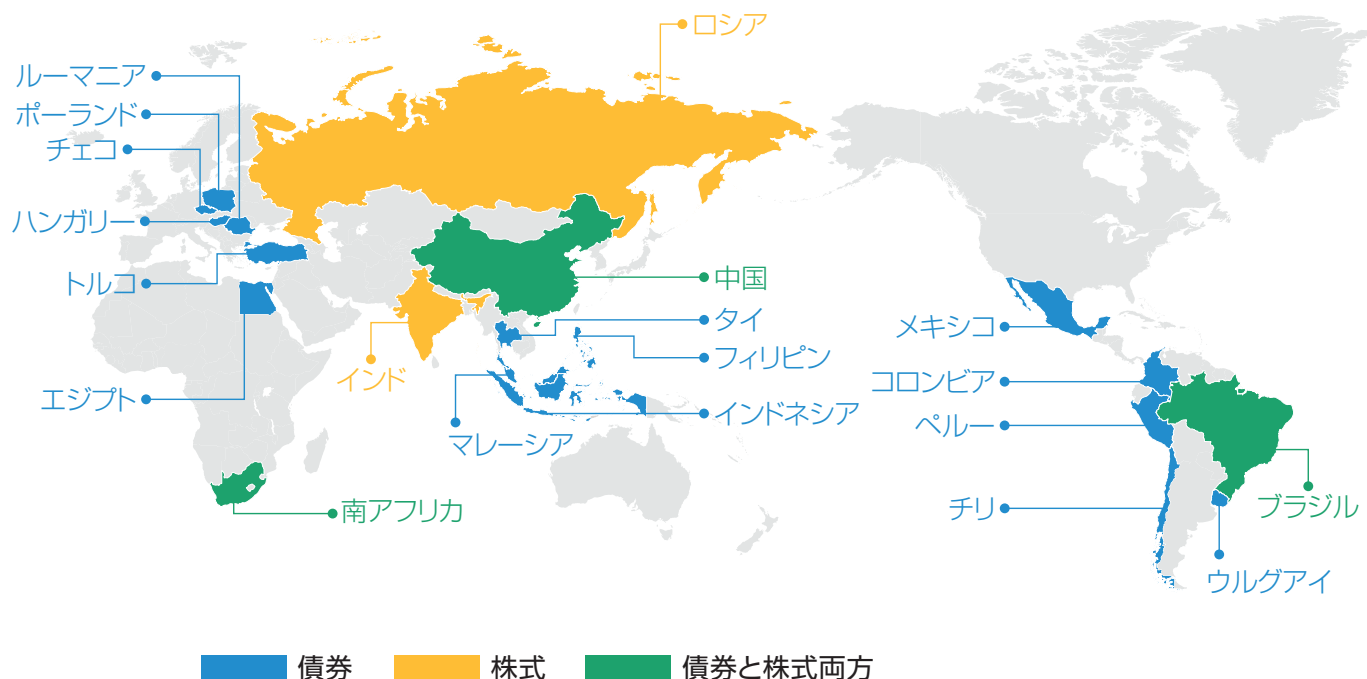 ロシア
ルーマニア
ポーランド
チェコ
ハンガリー
トルコ
エジプト
中国
タイ
フィリピン
インド
インドネシア
マレーシア
南アフリカ
メキシコ
コロンビア
ペルー
チリ
ブラジル
ウルグアイ
債券 株式 債券と株式両方